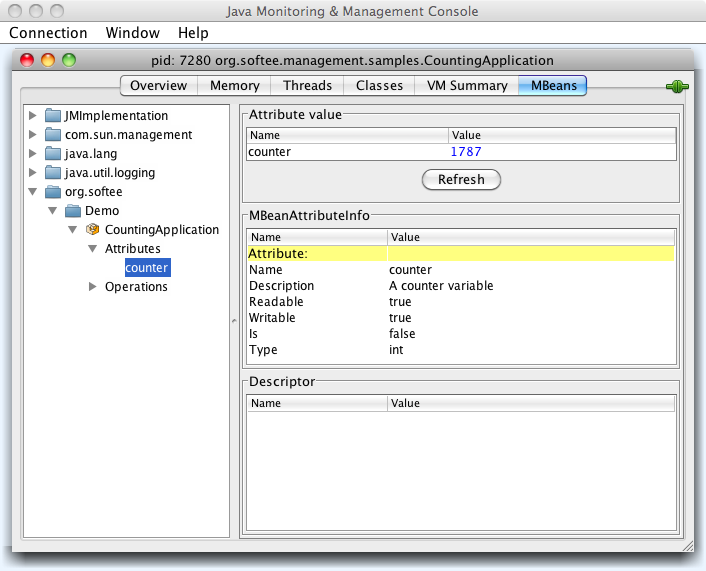 Java Monitoring & Management Console
Connection Window Help
pid: 7280 org.softee.management.samples.CountingApplication
Overview Memory Threads Classes VM Summary MBeans
JMImplementation
com.sun.management
java.lang
java.util.logging
org.softee
Demo
CountingApplication
Attributes
counter
Operations
Attribute value
Name Value
counter 1787
Refresh
MBeanAttributeInfo
Name Value
Attribute:
Name counter
Description A counter variable
Readable true
Writable true
Is false
Type int
Descriptor
Name Value